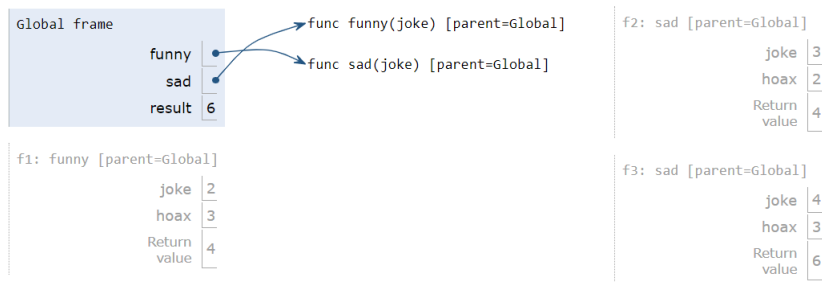 Global frame
funny
sad
result 6
func funny(joke) [parent=Global]
func sad(joke) [parent=Global]
f1: funny [parent=Global]
joke 2
hoax 3
Return
value 4
f2: sad [parent=Global]
joke 3
hoax 2
Return
value 4
f3: sad [parent=Global]
joke 4
hoax 3
Return
value 6